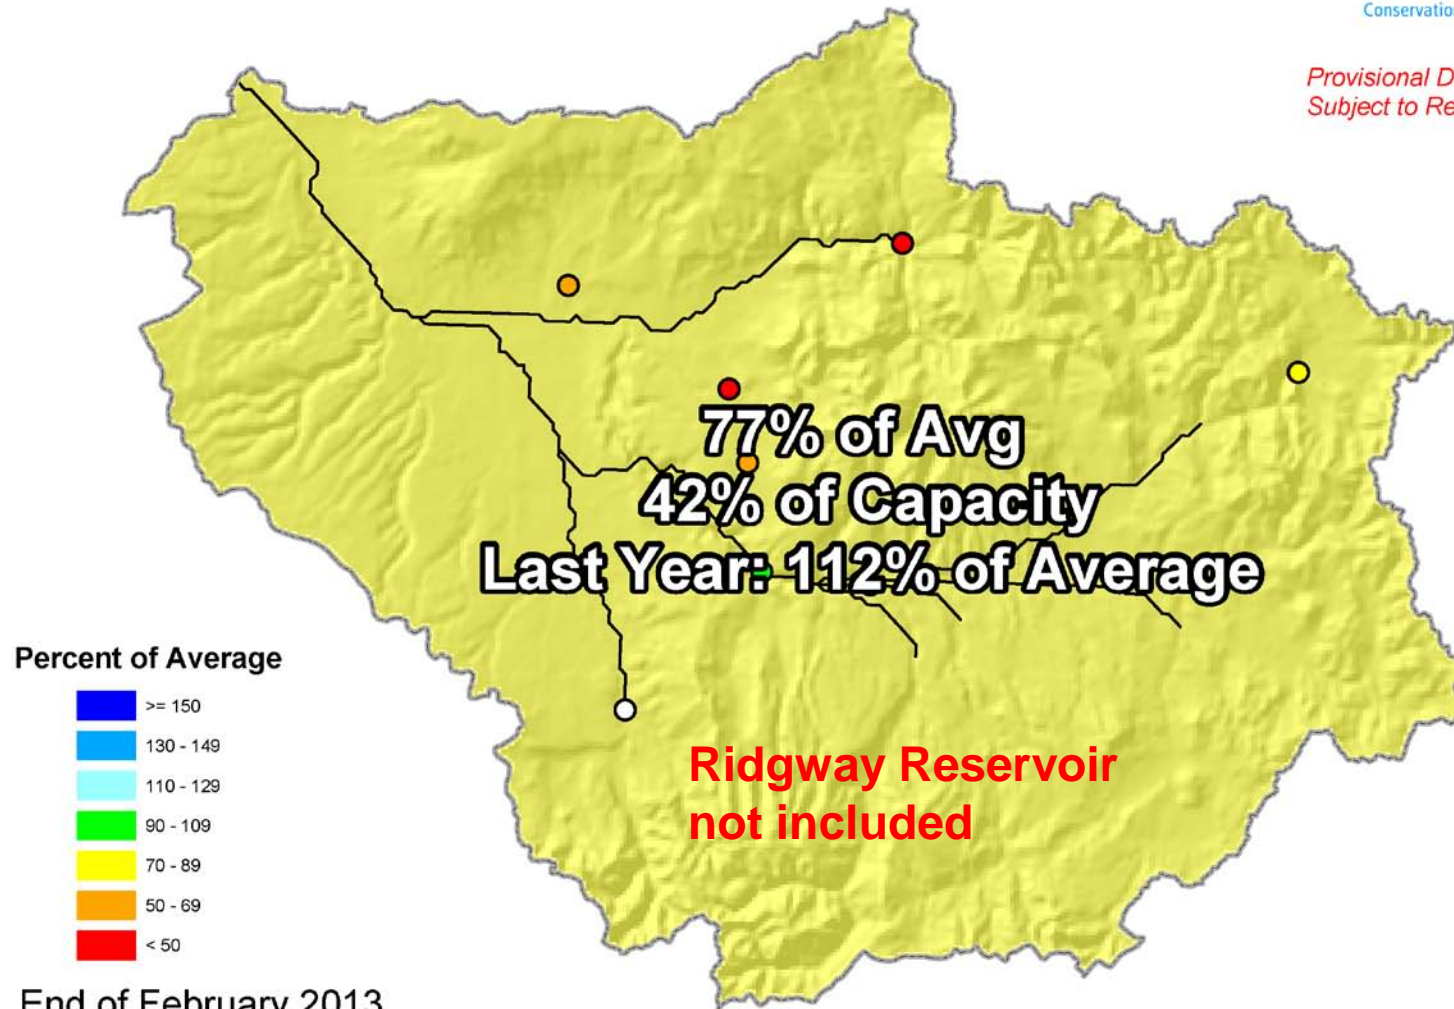 Conservation
Provisional D
Subject to Re
77% of Avg
42% of Capacity
Last Year: 112% of Average
Ridgway Reservoir
not included
Percent of Average
>= 150
130 - 149
110 - 129
90 - 109
70 - 89
50 - 69
< 50
End of February 2013